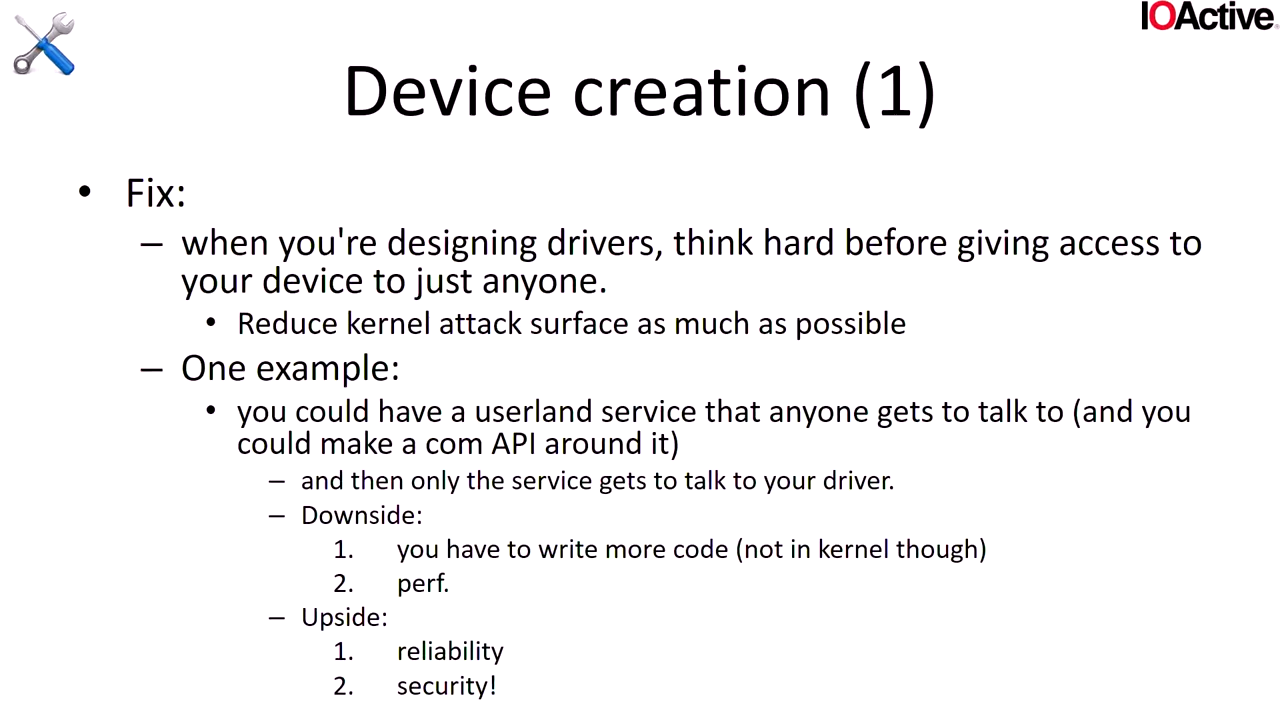 IOActive
Device creation (1)
• Fix:
– when you're designing drivers, think hard before giving access to
your device to just anyone.
• Reduce kernel attack surface as much as possible
– One example:
• you could have a userland service that anyone gets to talk to (and you
could make a com API around it)
– and then only the service gets to talk to your driver.
– Downside:
1. you have to write more code (not in kernel though)
2. perf.
– Upside:
1. reliability
2. security!